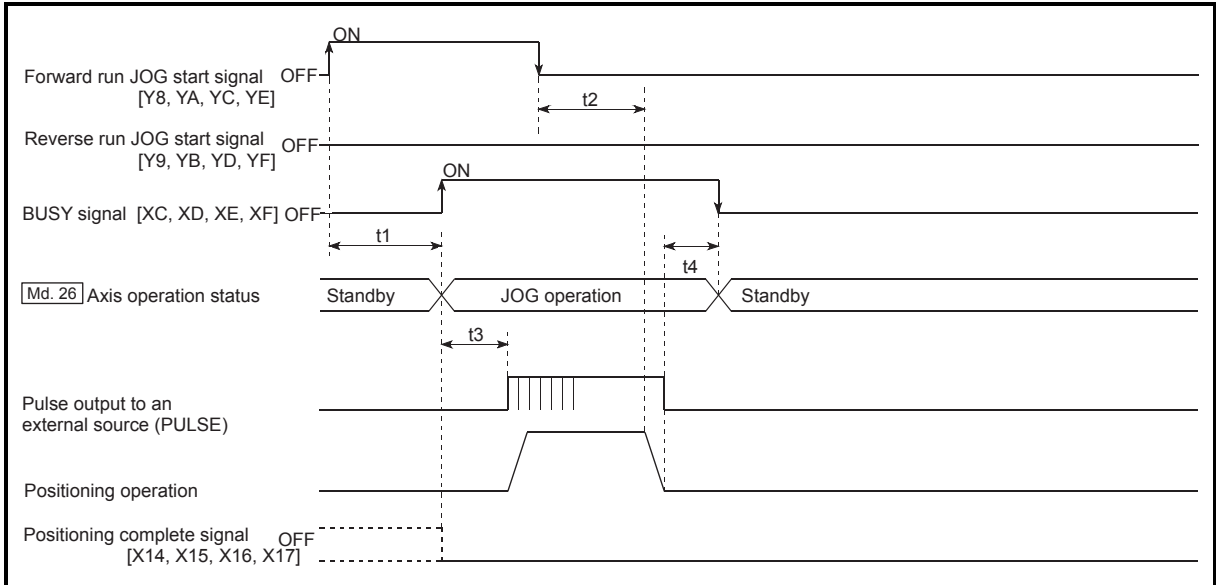 ON
Forward run JOG start signal OFF
[Y8, YA, YC, YE]
t2
Reverse run JOG start signal OFF
[Y9, YB, YD, YF]
ON
BUSY signal [XC, XD, XE, XF] OFF
t1
t4
Md. 26 Axis operation status Standby JOG operation Standby
t3
Pulse output to an
external source (PULSE)
Positioning operation
Positioning complete signal OFF
[X14, X15, X16, X17]